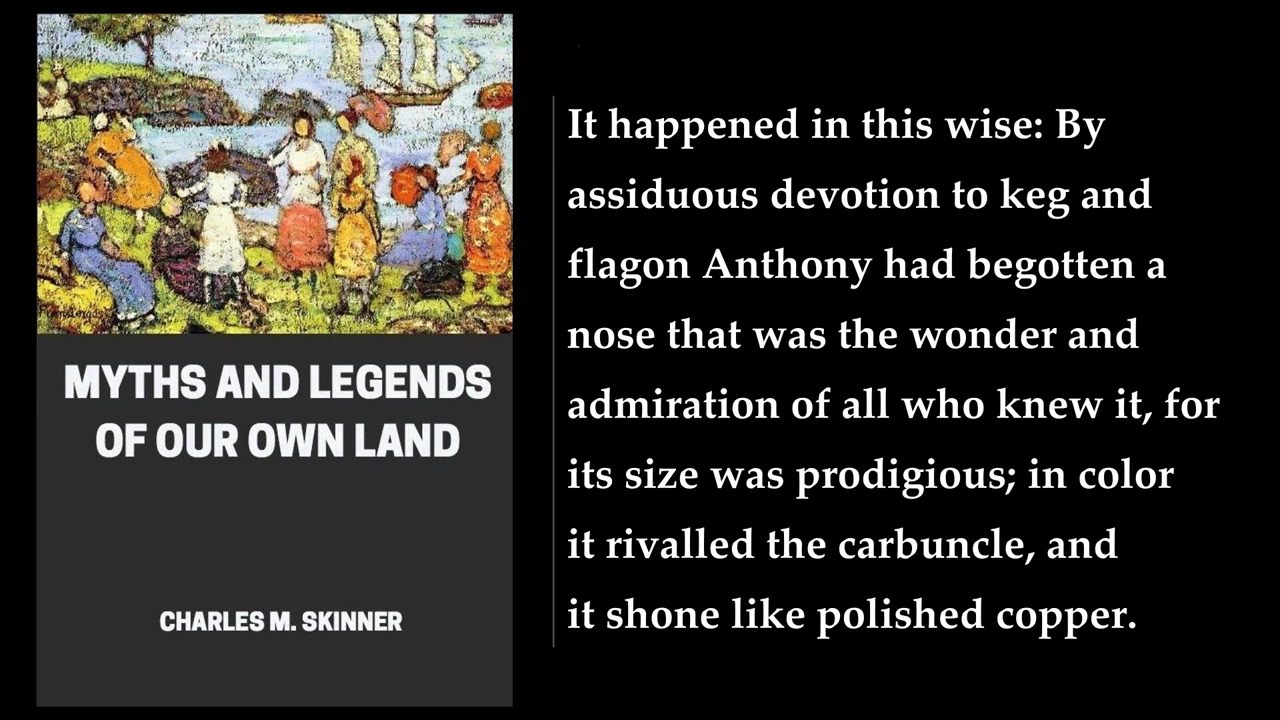 MYTHS AND LEGENDS
OF OUR OWN LAND
CHARLES M. SKINNER
It happened in this wise: By
assiduous devotion to keg and
flagon Anthony had begotten a
nose that was the wonder and
admiration of all who knew it, for
its size was prodigious; in color
it rivalled the carbuncle, and
it shone like polished copper.